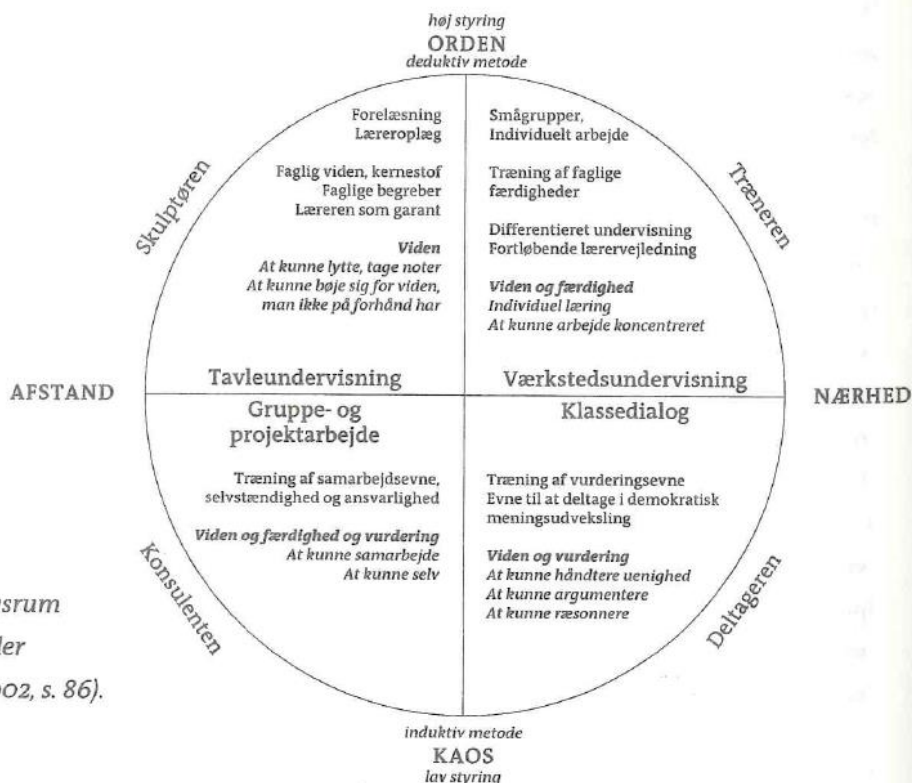 høj styring
ORDEN
deduktiv metode
Skulptøren
Forelæsning
Læreroplæg
Faglig viden, kernestof
Faglige begreber
Læreren som garant
Viden
At kunne lytte, tage noter
At kunne bøje sig for viden,
man ikke på forhånd har
Tavleundervisning
Træneren
Smågrupper,
Individuelt arbejde
Træning af faglige
færdigheder
Differentieret undervisning
Fortløbende lærervejledning
Viden og færdighed
Individuel læring
At kunne arbejde koncentreret
Værkstedsundervisning
AFSTAND
NÆRHED
Gruppe- og
projektarbejde
Træning af samarbejdsevne,
selvstændighed og ansvarlighed
Viden og færdighed og vurdering
At kunne samarbejde
At kunne selv
Konsulenten
Klassedialog
Træning af vurderingsevne
Evne til at deltage i demokratisk
meningsudveksling
Viden og vurdering
At kunne håndtere uenighed
At kunne argumentere
At kunne ræsonnere
Deltageren
s. 86).
induktiv metode
KAOS
lav styring